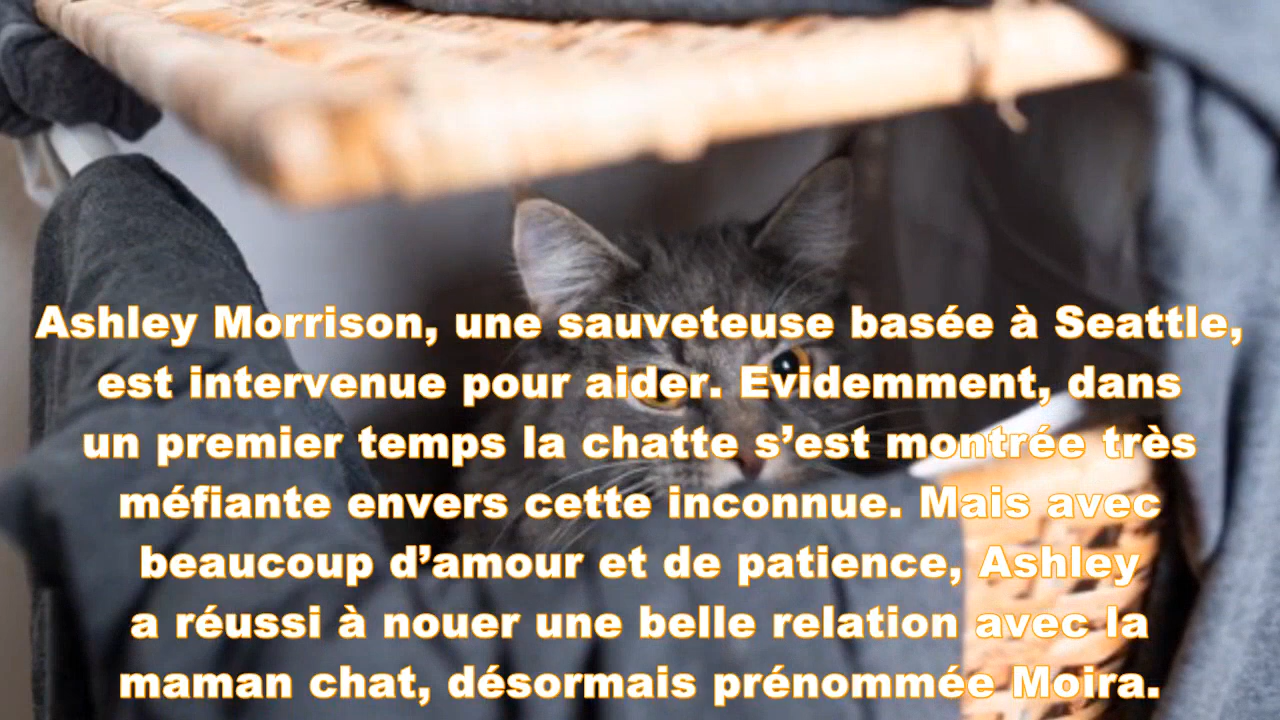 Ashley Morrison, une sauveteuse basée à Seattle,
est intervenue pour aider. Evidemment, dans
un premier temps la chatte s’est montrée très
méfiante envers cette inconnue. Mais avec
beaucoup d’amour et de patience, Ashley
a réussi à nouer une belle relation avec la
maman chat, désormais prénommée Moira.